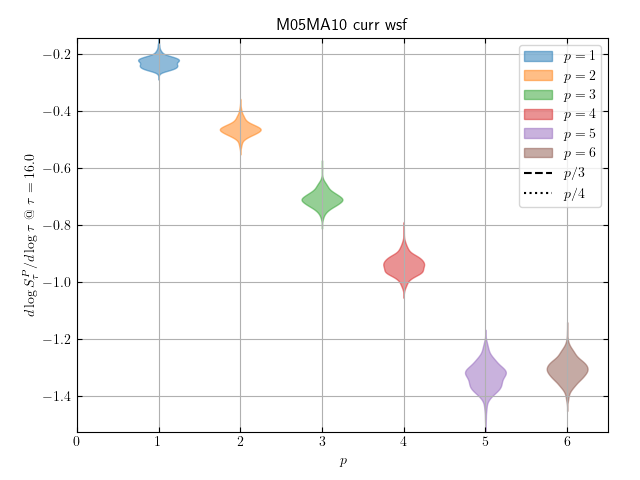 M05MA10 curr wsf
d log S_τ^P / d log τ @ τ = 16.0
−0.2
−0.4
−0.6
−0.8
−1.0
−1.2
−1.4
0 1 2 3 4 5 6
p
p = 1
p = 2
p = 3
p = 4
p = 5
p = 6
p/3
p/4